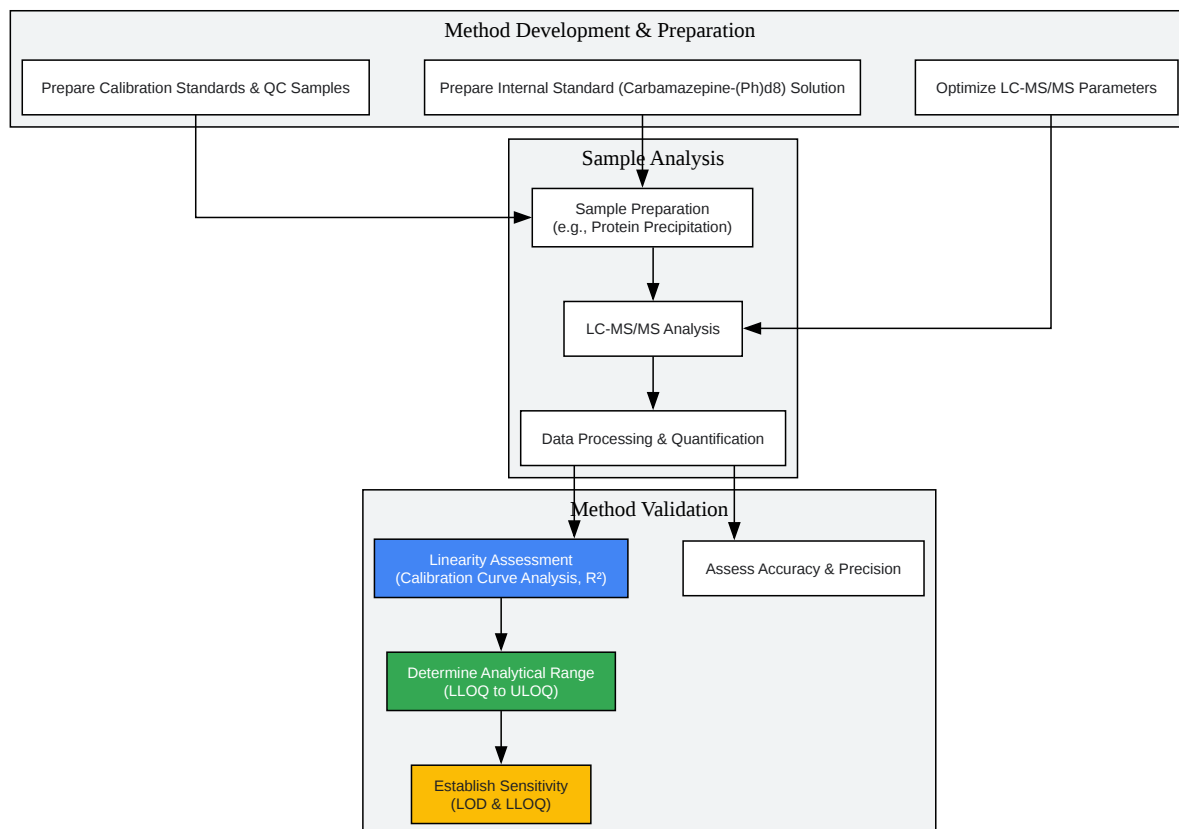 Method Development & Preparation
Prepare Calibration Standards & QC Samples
Prepare Internal Standard (Carbamazepine-(Ph)d8) Solution
Optimize LC-MS/MS Parameters
Sample Analysis
Sample Preparation
(e.g., Protein Precipitation)
LC-MS/MS Analysis
Data Processing & Quantification
Method Validation
Linearity Assessment
(Calibration Curve Analysis, R²)
Assess Accuracy & Precision
Determine Analytical Range
(LLOQ to ULOQ)
Establish Sensitivity
(LOD & LLOQ)